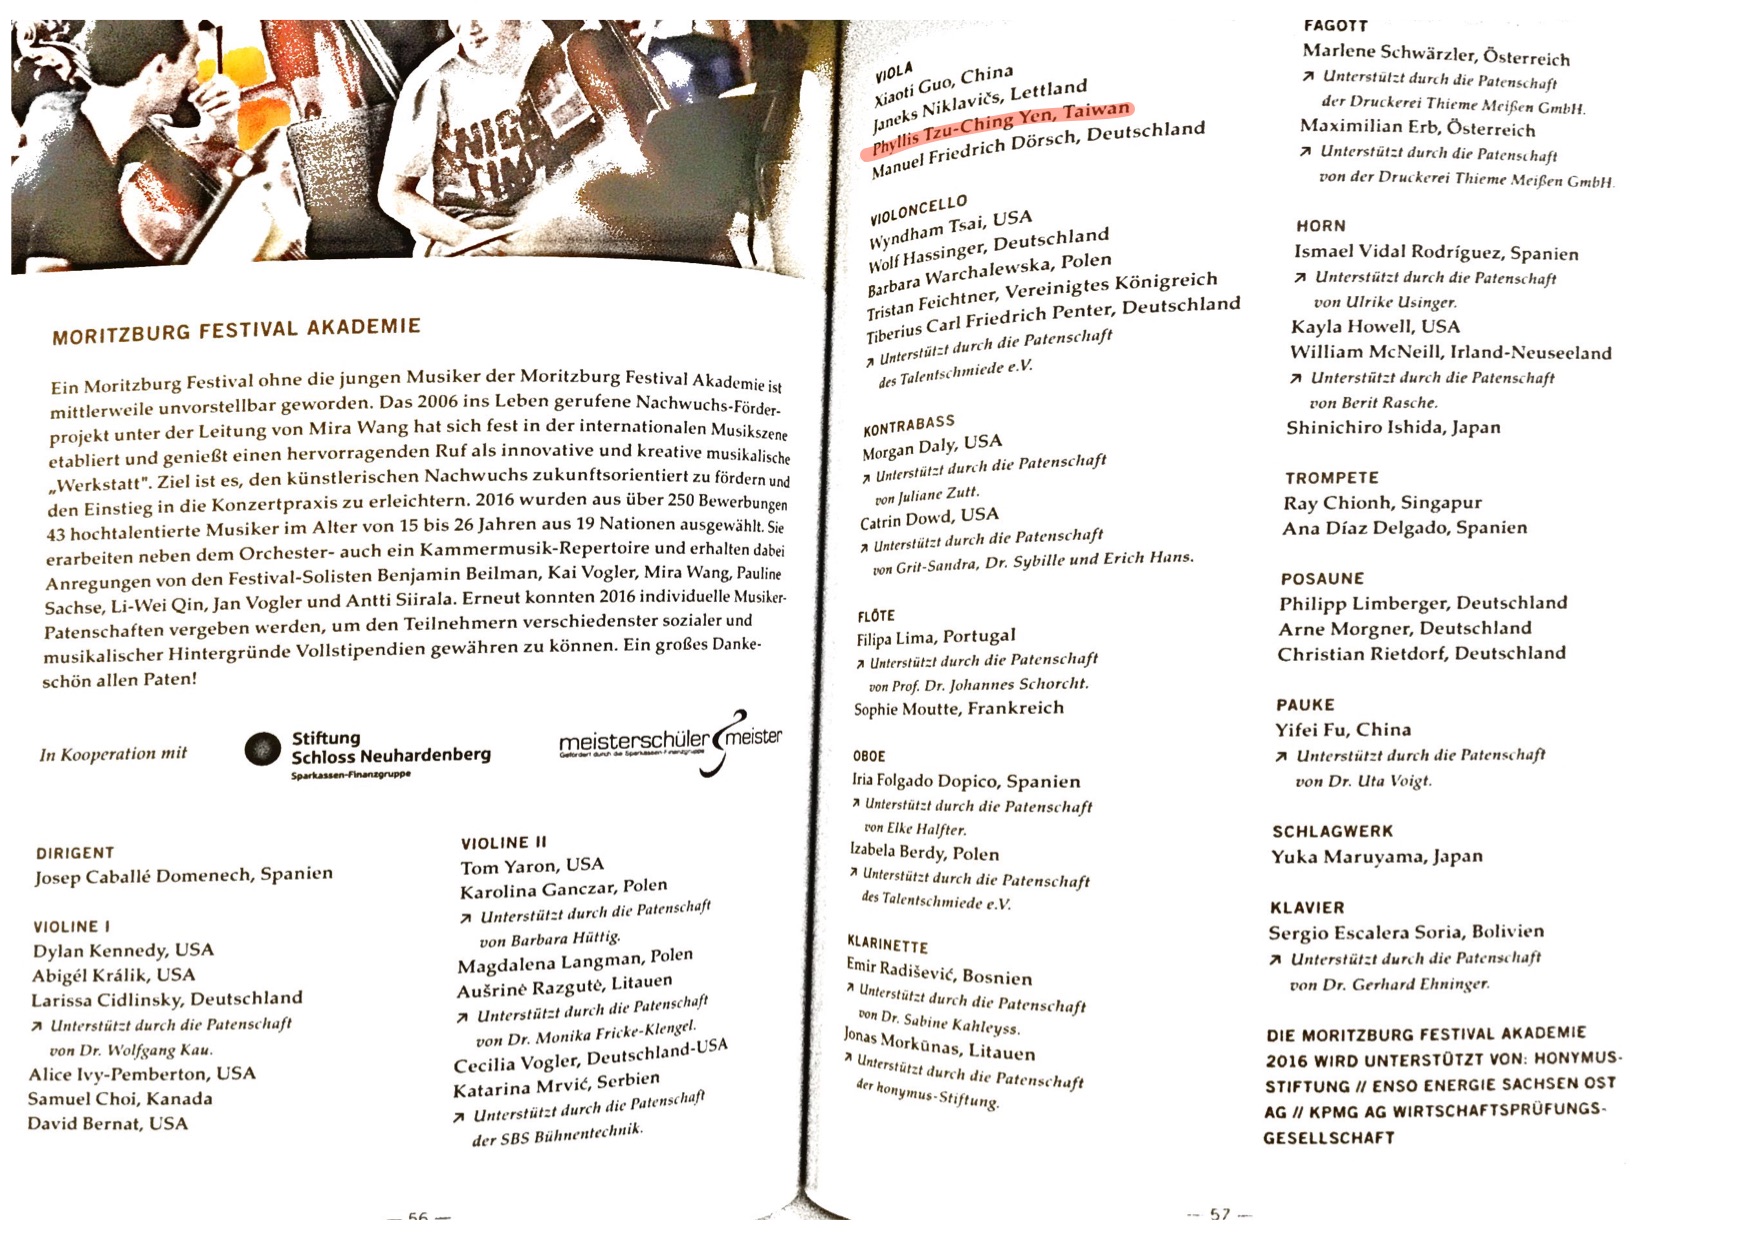 NIGA
TIM
MORITZBURG FESTIVAL AKADEMIE
Ein Moritzburg Festival ohne die jungen Musiker der Moritzburg Festival Akademie ist
mittlerweile unvorstellbar geworden. Das 2006 ins Leben gerufene Nachwuchs-Förder-
projekt unter der Leitung von Mira Wang hat sich fest in der internationalen Musikszene
etabliert und genießt einen hervorragenden Ruf als innovative und kreative musikalische
„Werkstatt". Ziel ist es, den künstlerischen Nachwuchs zukunftsorientiert zu fördern und
den Einstieg in die Konzertpraxis zu erleichtern. 2016 wurden aus über 250 Bewerbungen
43 hochtalentierte Musiker im Alter von 15 bis 26 Jahren aus 19 Nationen ausgewählt. Sie
erarbeiten neben dem Orchester- auch ein Kammermusik-Repertoire und erhalten dabei
Anregungen von den Festival-Solisten Benjamin Beilman, Kai Vogler, Mira Wang, Pauline
Sachse, Li-Wei Qin, Jan Vogler und Antti Siirala. Erneut konnten 2016 individuelle Musiker-
Patenschaften vergeben werden, um den Teilnehmern verschiedenster sozialer und
musikalischer Hintergründe Vollstipendien gewähren zu können. Ein großes Danke-
schön allen Paten!
In Kooperation mit
Stiftung
Schloss Neuhardenberg
Sparkassen-Finanzgruppe
meisterschüler meister
Gefördert durch die Sparkassen-Finanzgruppe
DIRIGENT
Josep Caballé Domenech, Spanien
VIOLINE I
Dylan Kennedy, USA
Abigél Králik, USA
Larissa Cidlinsky, Deutschland
↗ Unterstützt durch die Patenschaft
von Dr. Wolfgang Kau.
Alice Ivy-Pemberton, USA
Samuel Choi, Kanada
David Bernat, USA
VIOLINE II
Tom Yaron, USA
Karolina Ganczar, Polen
↗ Unterstützt durch die Patenschaft
von Barbara Hüttig.
Magdalena Langman, Polen
Aušrinė Razgutė, Litauen
↗ Unterstützt durch die Patenschaft
von Dr. Monika Fricke-Klengel.
Cecilia Vogler, Deutschland-USA
Katarina Mrvić, Serbien
↗ Unterstützt durch die Patenschaft
der SBS Bühnentechnik.
— 56 —
VIOLA
Xiaoti Guo, China
Janeks Niklavičs, Lettland
Phyllis Tzu-Ching Yen, Taiwan
Manuel Friedrich Dörsch, Deutschland
VIOLONCELLO
Wyndham Tsai, USA
Wolf Hassinger, Deutschland
Barbara Warchalewska, Polen
Tristan Feichtner, Vereinigtes Königreich
Tiberius Carl Friedrich Penter, Deutschland
↗ Unterstützt durch die Patenschaft
des Talentschmiede e.V.
KONTRABASS
Morgan Daly, USA
↗ Unterstützt durch die Patenschaft
von Juliane Zutt.
Catrin Dowd, USA
↗ Unterstützt durch die Patenschaft
von Grit-Sandra, Dr. Sybille und Erich Hans.
FLÖTE
Filipa Lima, Portugal
↗ Unterstützt durch die Patenschaft
von Prof. Dr. Johannes Schorcht.
Sophie Moutte, Frankreich
OBOE
Iria Folgado Dopico, Spanien
↗ Unterstützt durch die Patenschaft
von Elke Halfter.
Izabela Berdy, Polen
↗ Unterstützt durch die Patenschaft
des Talentschmiede e.V.
KLARINETTE
Emir Radišević, Bosnien
↗ Unterstützt durch die Patenschaft
von Dr. Sabine Kahleyss.
Jonas Morkūnas, Litauen
↗ Unterstützt durch die Patenschaft
der honymus-Stiftung.
FAGOTT
Marlene Schwärzler, Österreich
↗ Unterstützt durch die Patenschaft
der Druckerei Thieme Meißen GmbH.
Maximilian Erb, Österreich
↗ Unterstützt durch die Patenschaft
von der Druckerei Thieme Meißen GmbH.
HORN
Ismael Vidal Rodríguez, Spanien
↗ Unterstützt durch die Patenschaft
von Ulrike Usinger.
Kayla Howell, USA
William McNeill, Irland-Neuseeland
↗ Unterstützt durch die Patenschaft
von Berit Rasche.
Shinichiro Ishida, Japan
TROMPETE
Ray Chionh, Singapur
Ana Díaz Delgado, Spanien
POSAUNE
Philipp Limberger, Deutschland
Arne Morgner, Deutschland
Christian Rietdorf, Deutschland
PAUKE
Yifei Fu, China
↗ Unterstützt durch die Patenschaft
von Dr. Uta Voigt.
SCHLAGWERK
Yuka Maruyama, Japan
KLAVIER
Sergio Escalera Soria, Bolivien
↗ Unterstützt durch die Patenschaft
von Dr. Gerhard Ehninger.
DIE MORITZBURG FESTIVAL AKADEMIE
2016 WIRD UNTERSTÜTZT VON: HONYMUS-
STIFTUNG // ENSO ENERGIE SACHSEN OST
AG // KPMG AG WIRTSCHAFTSPRÜFUNGS-
GESELLSCHAFT
— 57 —